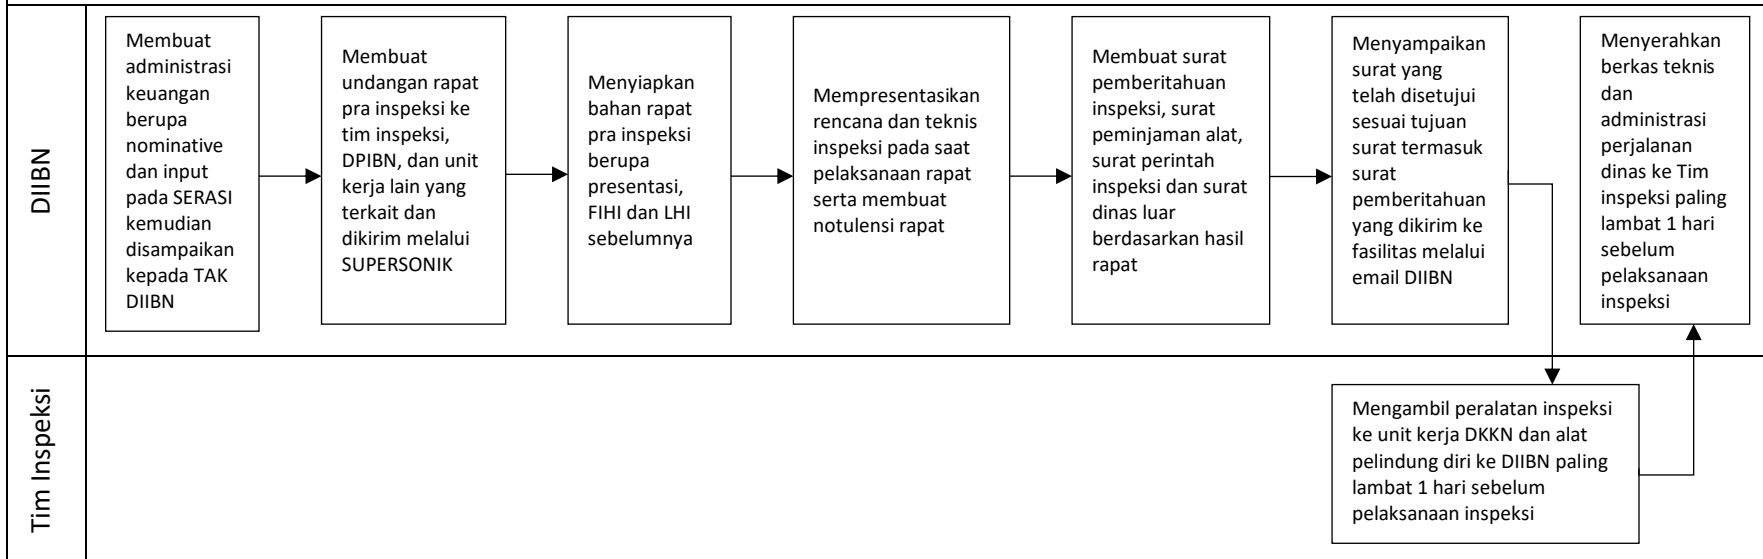 DIIBN
Membuat
administrasi
keuangan
berupa
nominative
dan input
pada SERASI
kemudian
disampaikan
kepada TAK
DIIBN
Membuat
undangan rapat
pra inspeksi ke
tim inspeksi,
DPIBN, dan unit
kerja lain yang
terkait dan
dikirim melalui
SUPERSONIK
Menyiapkan
bahan rapat
pra inspeksi
berupa
presentasi,
FIHI dan LHI
sebelumnya
Mempresentasikan
rencana dan teknis
inspeksi pada saat
pelaksanaan rapat
serta membuat
notulensi rapat
Membuat surat
pemberitahuan
inspeksi, surat
peminjaman alat,
surat perintah
inspeksi dan surat
dinas luar
berdasarkan hasil
rapat
Menyampaikan
surat yang
telah disetujui
sesuai tujuan
surat termasuk
surat
pemberitahuan
yang dikirim ke
fasilitas melalui
email DIIBN
Menyerahkan
berkas teknis
dan
administrasi
perjalanan
dinas ke Tim
inspeksi paling
lambat 1 hari
sebelum
pelaksanaan
inspeksi
Tim Inspeksi
Mengambil peralatan inspeksi
ke unit kerja DKKN dan alat
pelindung diri ke DIIBN paling
lambat 1 hari sebelum
pelaksanaan inspeksi